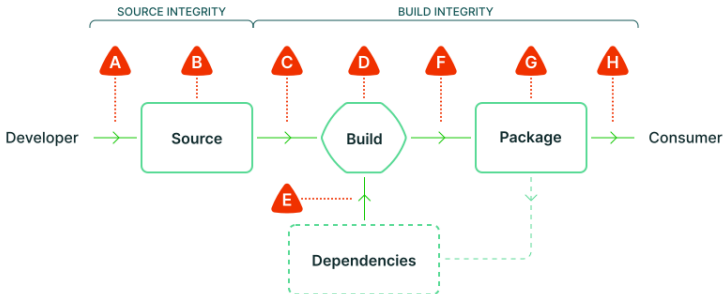 SOURCE INTEGRITY
BUILD INTEGRITY
A
B
C
D
F
G
H
Developer
Source
Build
Package
Consumer
E
Dependencies